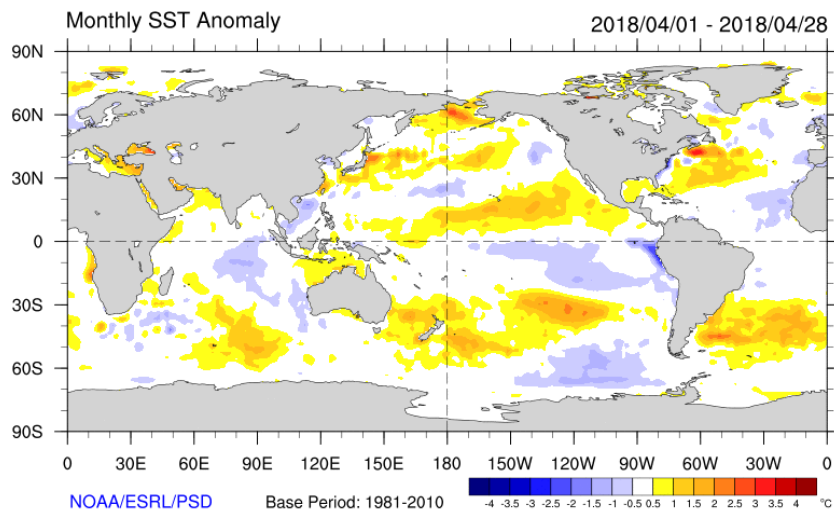 Monthly SST Anomaly 2018/04/01 - 2018/04/28
90N
60N
30N
0
30S
60S
90S
0 30E 60E 90E 120E 150E 180 150W 120W 90W 60W 30W 0
NOAA/ESRL/PSD Base Period: 1981-2010
-4 -3.5 -3 -2.5 -2 -1.5 -1 -0.5 0.5 1 1.5 2 2.5 3 3.5 4 °C